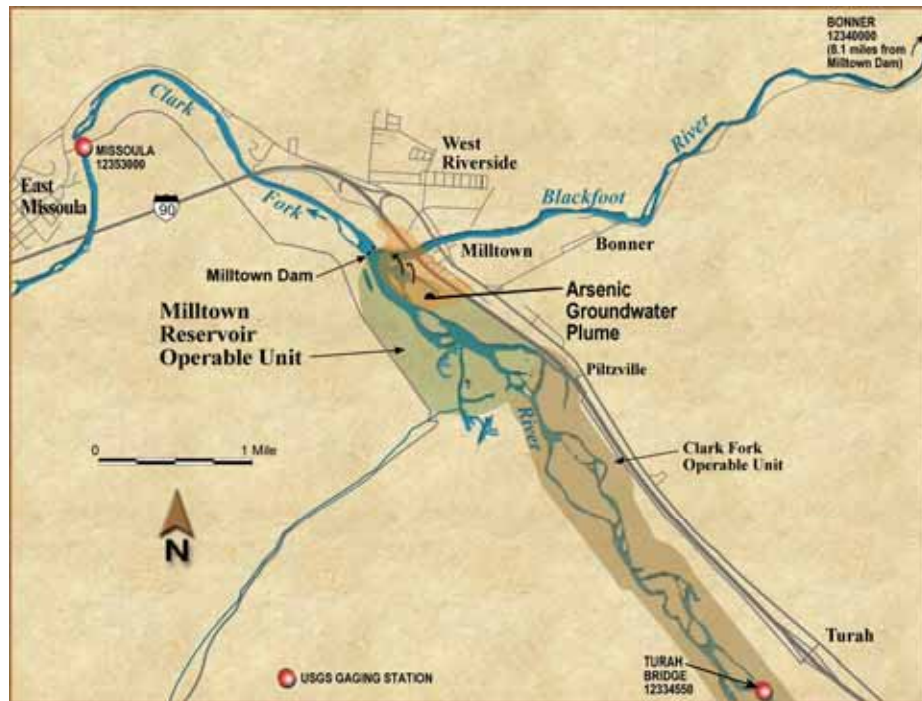 BONNER
12340000
(8.1 miles from
Milltown Dam)
Clark
MISSOULA
12353000
West
Riverside
River
East
Missoula
90
Fork
Blackfoot
Bonner
Milltown
Milltown Dam
Arsenic
Groundwater
Plume
Milltown
Reservoir
Operable Unit
Piltzville
River
0 1 Mile
Clark Fork
Operable Unit
N
Turah
TURAH
BRIDGE
12334550
USGS GAGING STATION